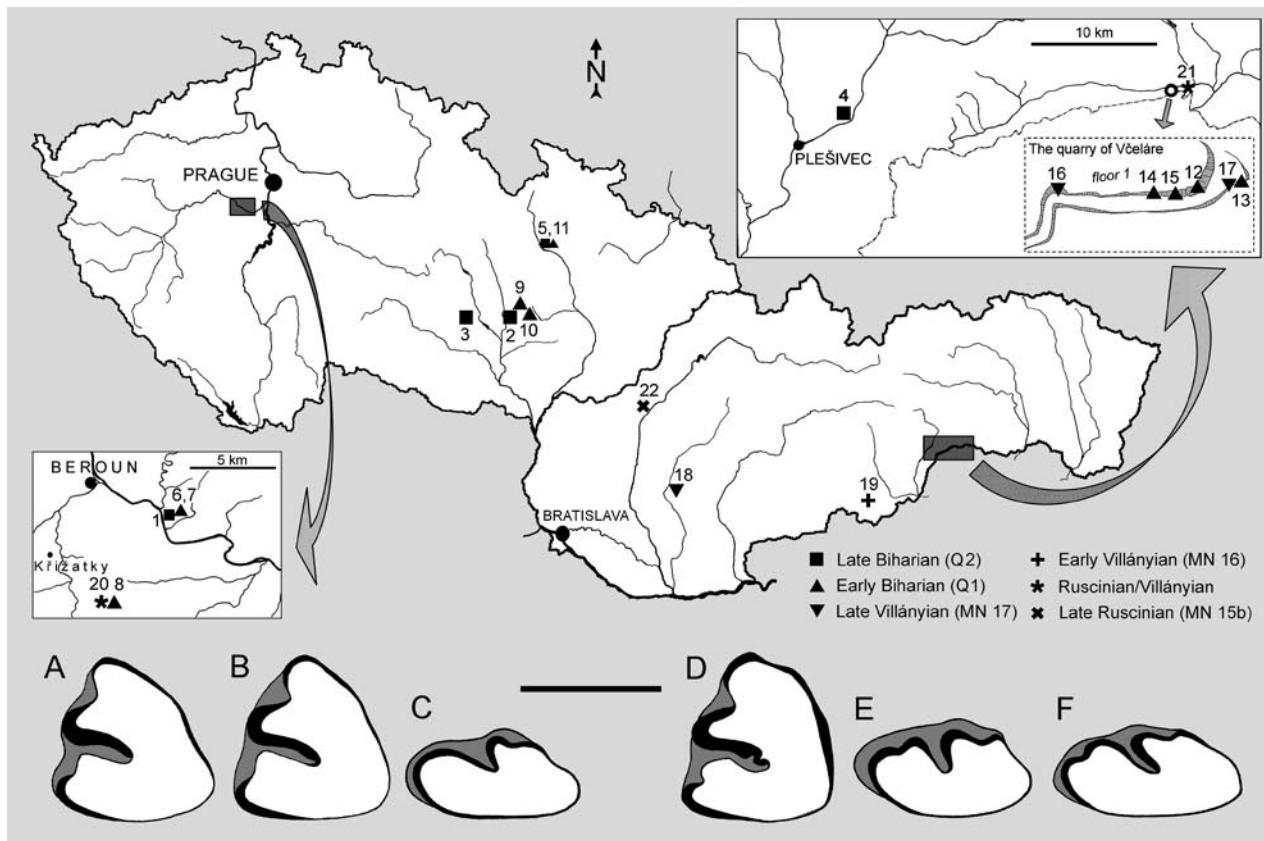 N
PRAGUE
5,11
9
3
2
10
22
18
19
BRATISLAVA
10 km
21
4
PLEŠIVEC
The quarry of Včeláre
floor 1
16
14
15
12
17
13
5 km
BEROUN
6,7
1
Křižatky
20 8
Late Biharian (Q2)
Early Biharian (Q1)
Late Villányian (MN 17)
Early Villányian (MN 16)
Ruscinian/Villányian
Late Ruscinian (MN 15b)
A
B
C
D
E
F